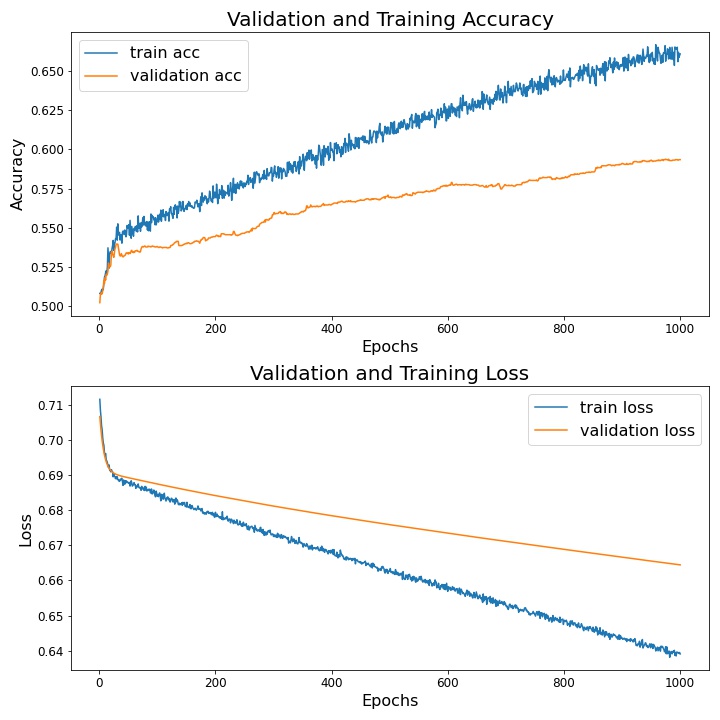 Validation and Training Accuracy
train acc
validation acc
Accuracy
0.650
0.625
0.600
0.575
0.550
0.525
0.500
0
200
400
600
800
1000
Epochs
Validation and Training Loss
train loss
validation loss
Loss
0.71
0.70
0.69
0.68
0.67
0.66
0.65
0.64
0
200
400
600
800
1000
Epochs